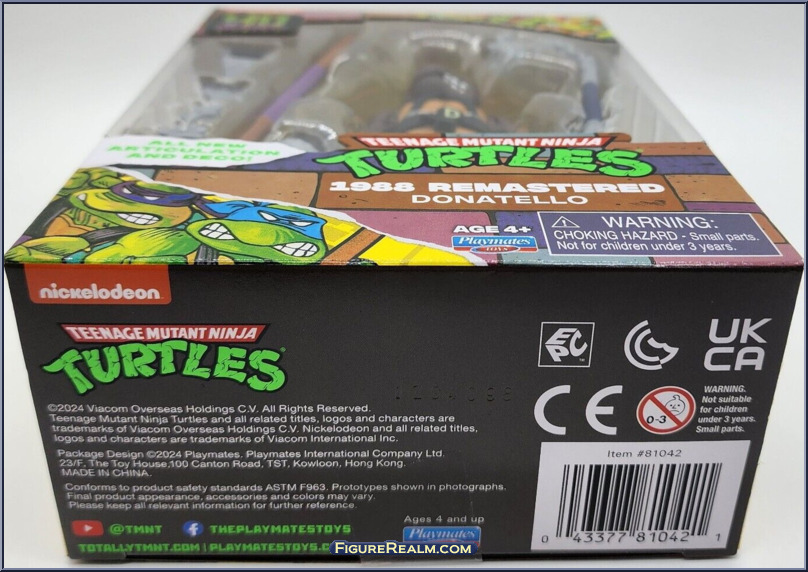 ALL NEW
ARTICULATION
AND DECO!
TEENAGE MUTANT NINJA
TURTLES
1988 REMASTERED
DONATELLO
AGE 4+
Playmates
TOYS
WARNING:
CHOKING HAZARD - Small parts.
Not for children under 3 years.
nickelodeon
TEENAGE MUTANT NINJA
TURTLES®
©2024 Viacom Overseas Holdings C.V. All Rights Reserved.
Teenage Mutant Ninja Turtles and all related titles, logos and characters are
trademarks of Viacom Overseas Holdings C.V. Nickelodeon and all related titles,
logos and characters are trademarks of Viacom International Inc.
Package Design ©2024 Playmates. Playmates International Company Ltd.
23/F, The Toy House,100 Canton Road, TST, Kowloon, Hong Kong.
MADE IN CHINA.
Conforms to product safety standards ASTM F963. Prototypes shown in photographs.
Final product appearance, accessories and colors may vary.
Please keep all relevant information for further reference.
@TMNT
THEPLAYMATESTOYS
TOTALLYTMNT.COM | PLAYMATESTOYS.C
Ages 4 and up
Playmates
EPC™
UK
CA
CE
0-3
WARNING.
Not suitable
for children
under 3 years.
Small parts.
Item #81042
0 43377 81042 1
FIGUREREALM.COM